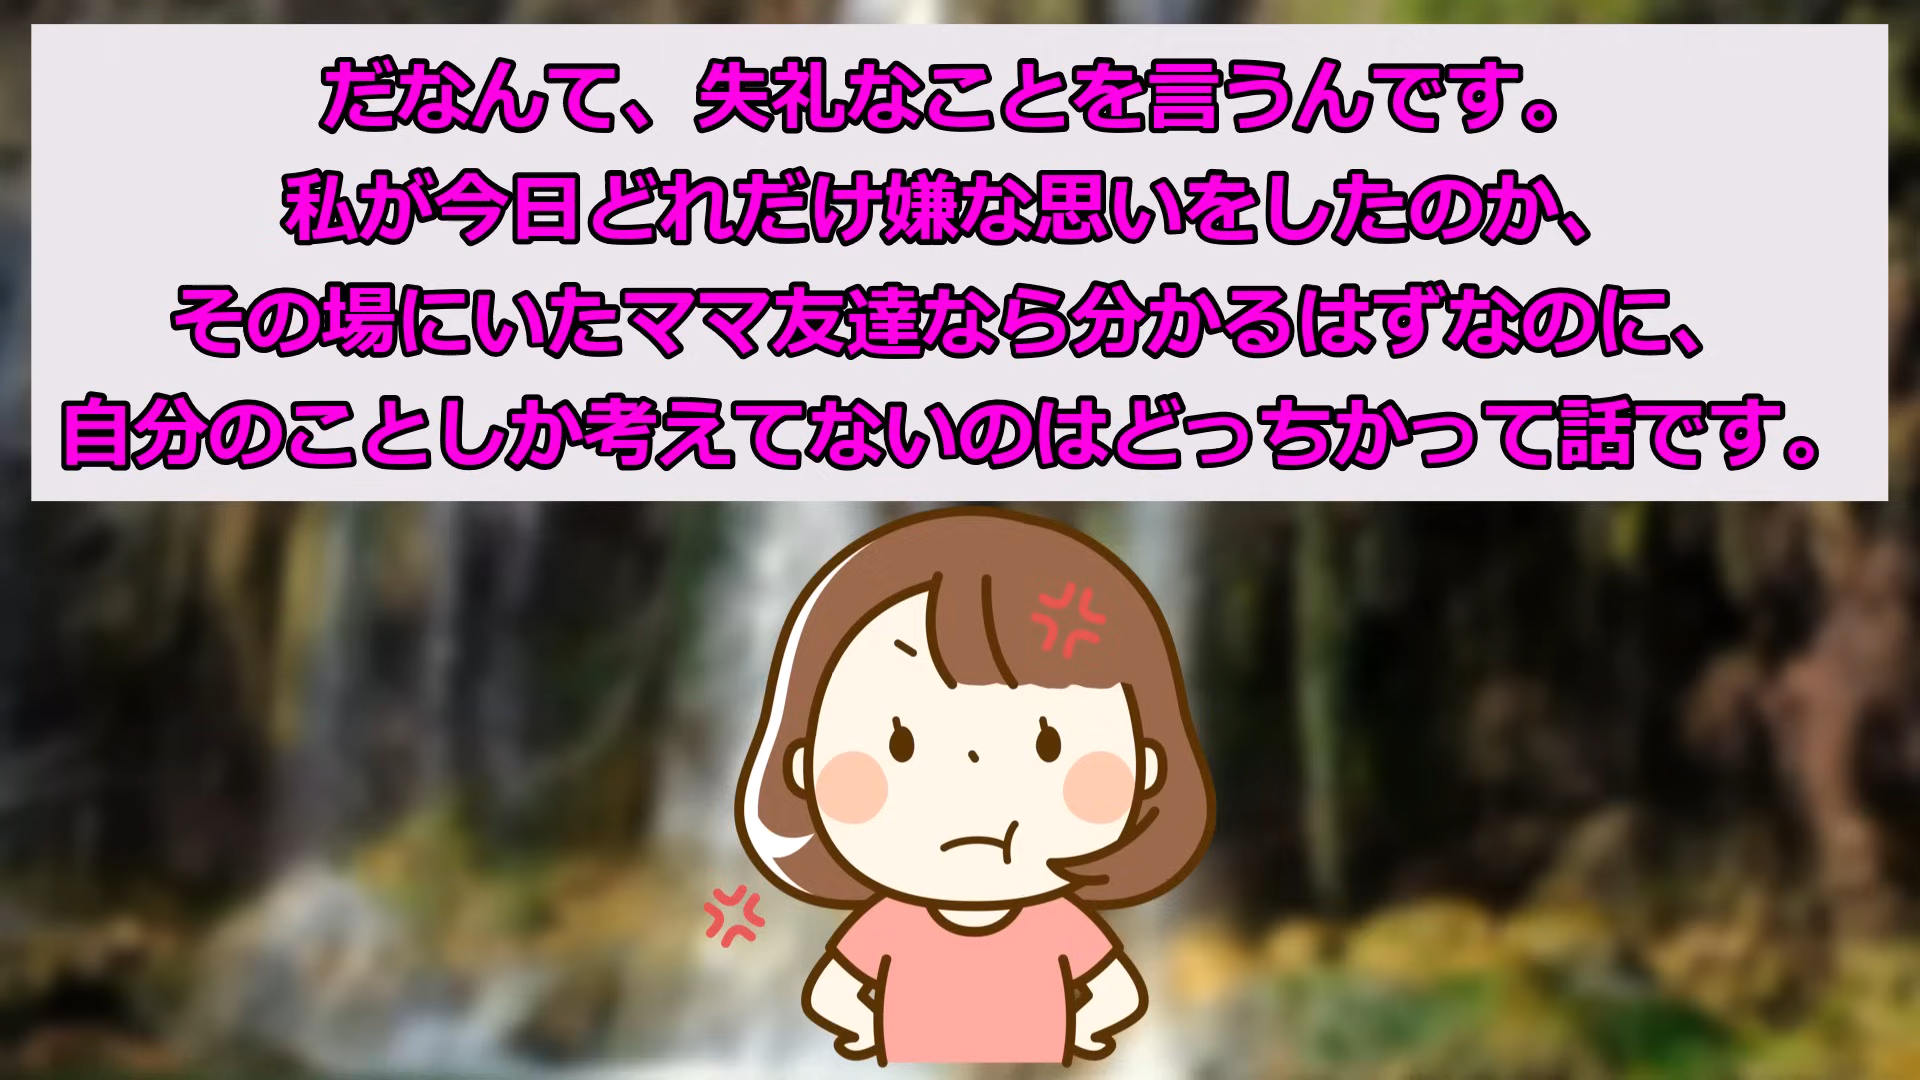 だなんて、失礼なことを言うんです。
私が今日どれだけ嫌な思いをしたのか、
その場にいたママ友達なら分かるはずなのに、
自分のことしか考えてないのはどっちかって話です。